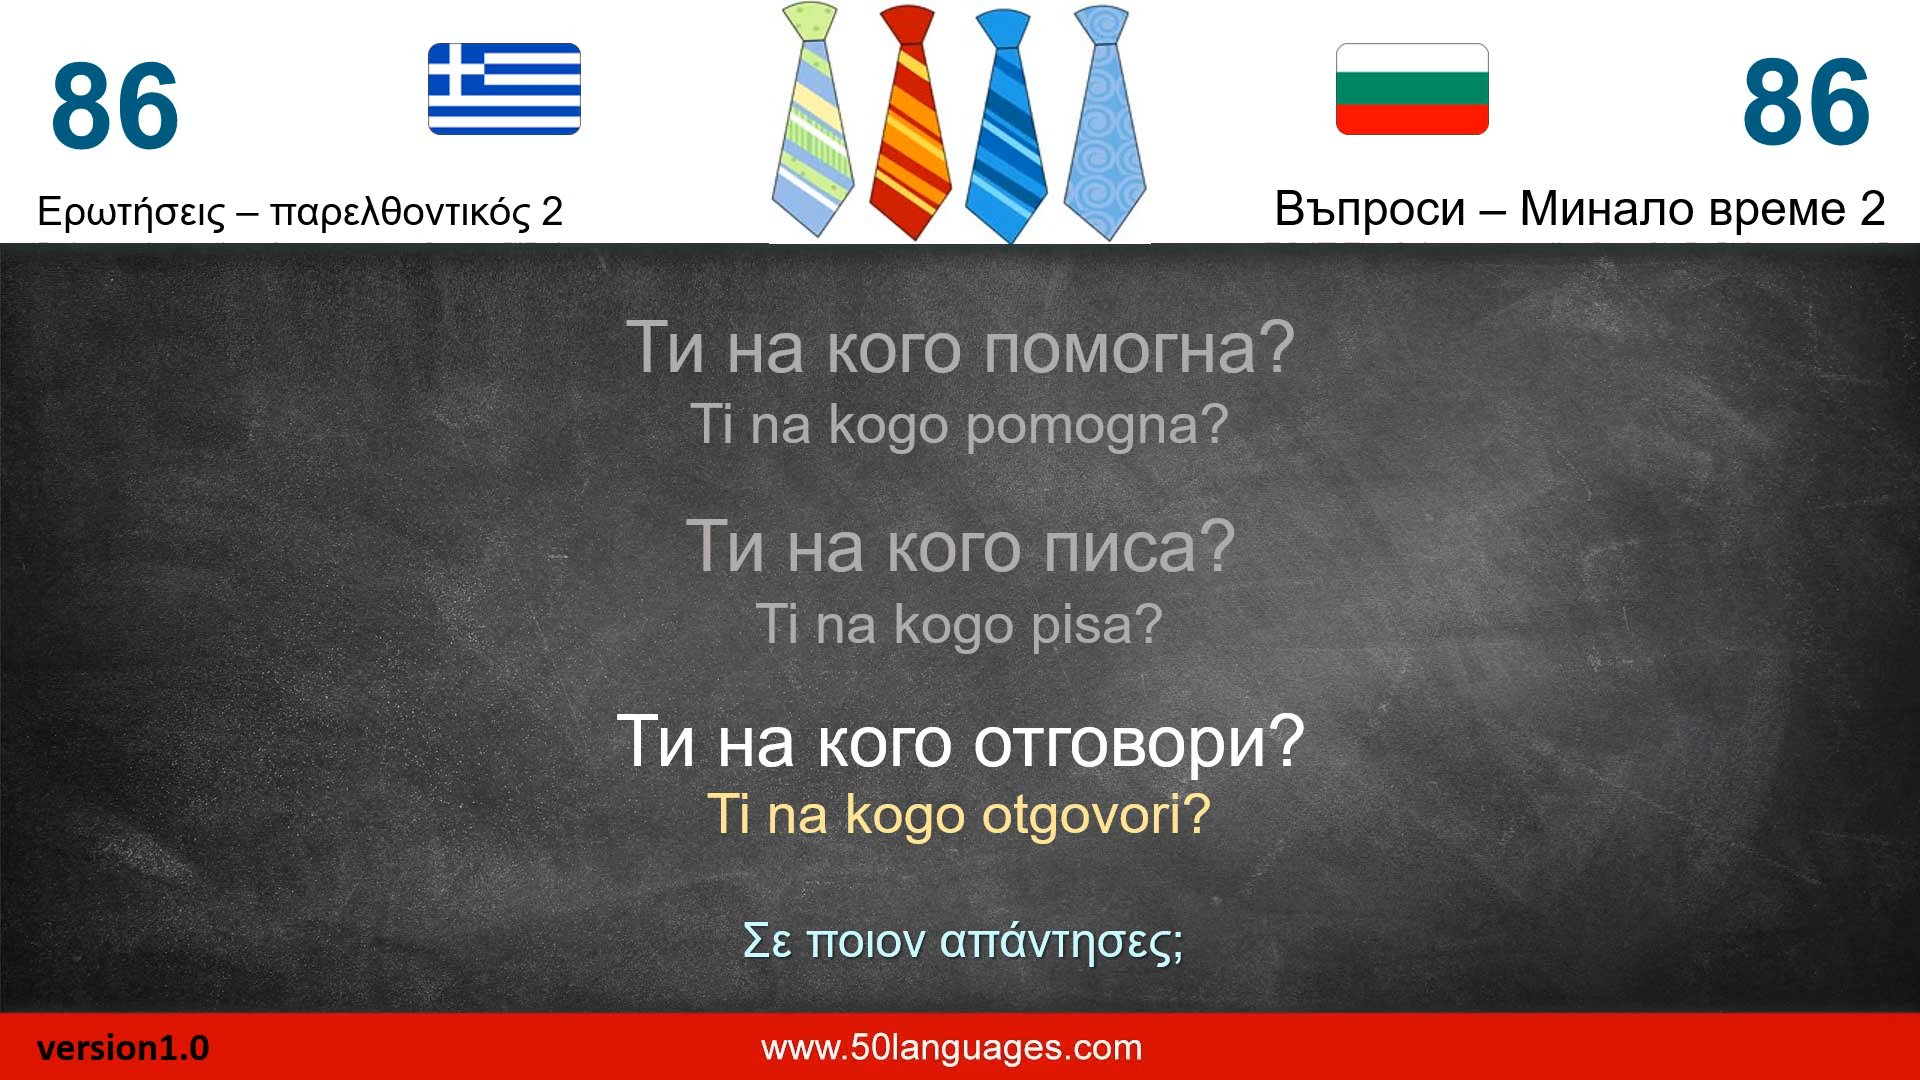 86
86
Ερωτήσεις – παρελθοντικός 2
Въпроси – Минало време 2
Ти на кого помогна?
Ti na kogo pomogna?
Ти на кого писа?
Ti na kogo pisa?
Ти на кого отговори?
Ti na kogo otgovori?
Σε ποιον απάντησες;
version1.0
www.50languages.com